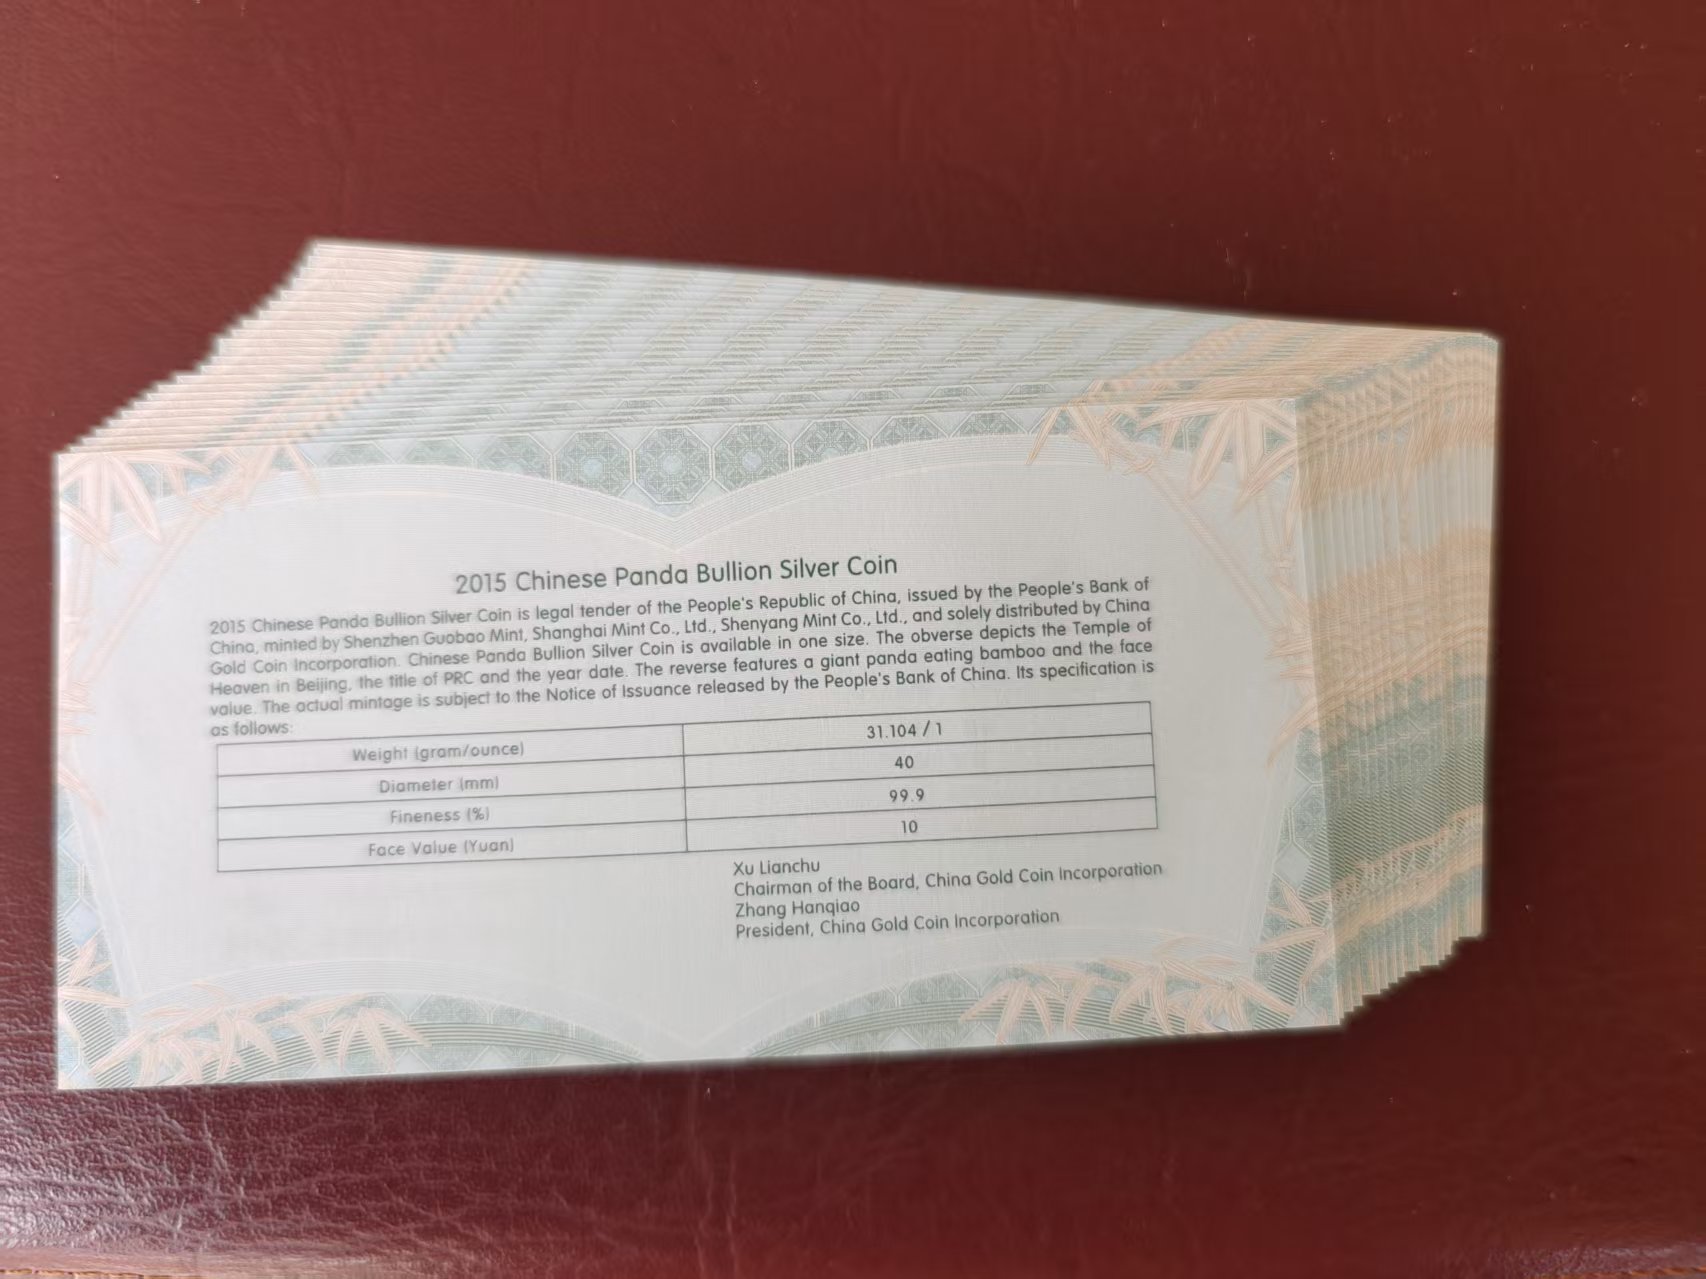 2015 Chinese Panda Bullion Silver Coin
2015 Chinese Panda Bullion Silver Coin is legal tender of the People's Republic of China, issued by the People's Bank of
China, minted by Shenzhen Guobao Mint, Shanghai Mint Co., Ltd., Shenyang Mint Co., Ltd., and solely distributed by China
Gold Coin Incorporation. Chinese Panda Bullion Silver Coin is available in one size. The obverse depicts the Temple of
Heaven in Beijing, the title of PRC and the year date. The reverse features a giant panda eating bamboo and the face
value. The actual mintage is subject to the Notice of Issuance released by the People's Bank of China. Its specification is
as follows:
Weight (gram/ounce) 31.104 / 1
Diameter (mm) 40
Fineness (%) 99.9
Face Value (Yuan) 10
Xu Lianchu
Chairman of the Board, China Gold Coin Incorporation
Zhang Hanqiao
President, China Gold Coin Incorporation